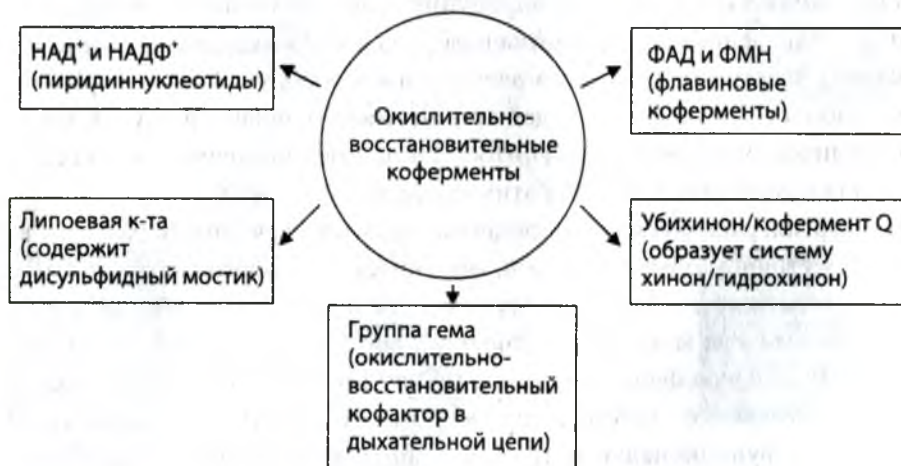 НАД⁺ и НАДФ⁺
(пиридиннуклеотиды)
ФАД и ФМН
(флавиновые
коферменты)
Окислительно-
восстановительные
коферменты
Липоевая к-та
(содержит
дисульфидный мостик)
Убихинон/кофермент Q
(образует систему
хинон/гидрохинон)
Группа гема
(окислительно-
восстановительный
кофактор в
дыхательной цепи)